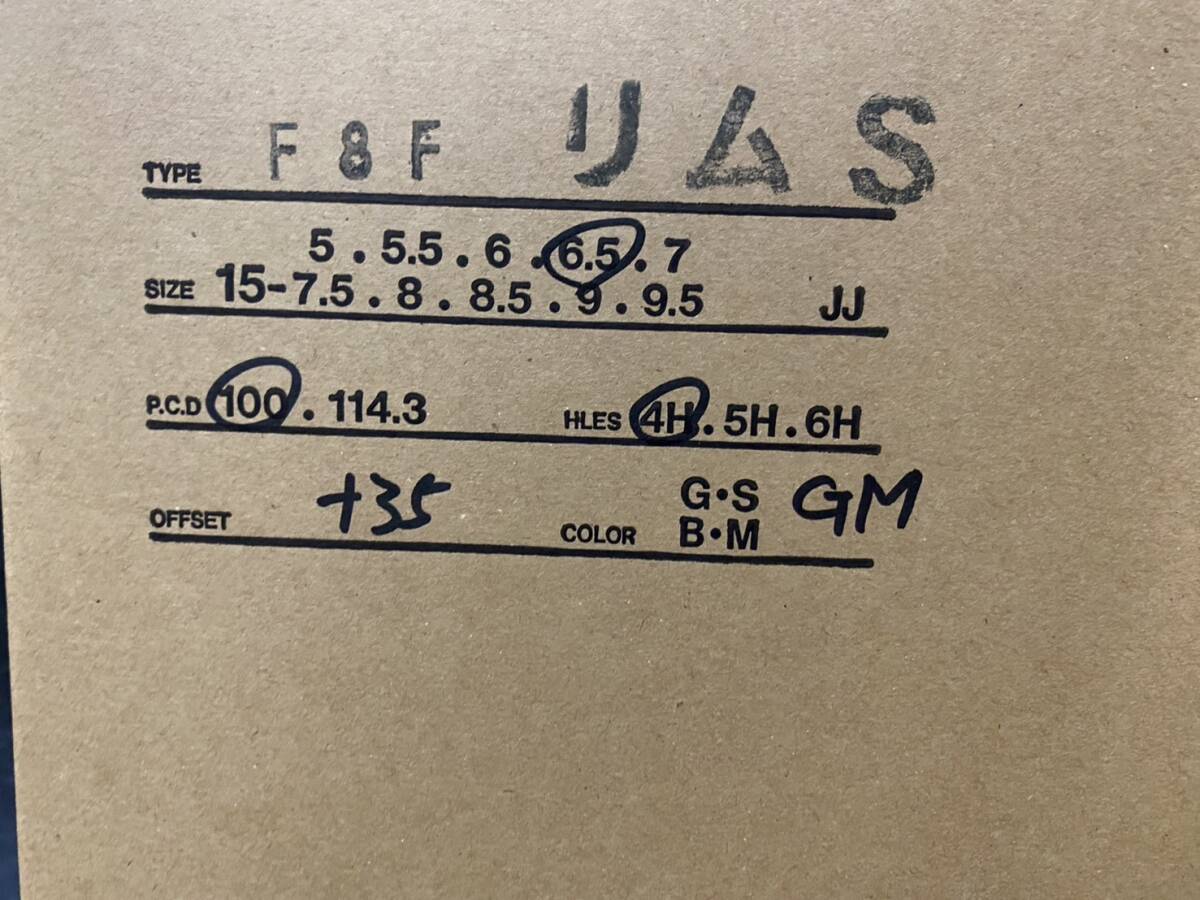 TYPE F8F リムS
5 . 5.5 . 6 . 6.5 . 7
SIZE 15-7.5 . 8 . 8.5 . 9 . 9.5 JJ
P.C.D 100 . 114.3 HLES 4H . 5H . 6H
OFFSET +35 COLOR G・S GM
B・M